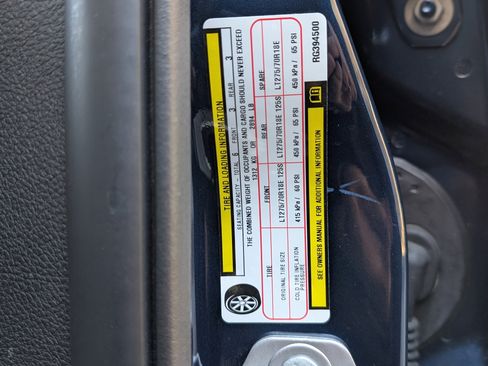 TIRE AND LOADING INFORMATION
SEATING CAPACITY - TOTAL 6 FRONT 3 REAR 3
THE COMBINED WEIGHT OF OCCUPANTS AND CARGO SHOULD NEVER EXCEED
1312 KG OR 2894 LB
TIRE FRONT REAR SPARE
ORIGINAL TIRE SIZE LT275/70R18E 125S LT275/70R18E 125S LT275/70R18E
COLD TIRE INFLATION PRESSURE 415 kPa / 60 PSI 450 kPa / 65 PSI 450 kPa / 65 PSI
SEE OWNERS MANUAL FOR ADDITIONAL INFORMATION
RG394500